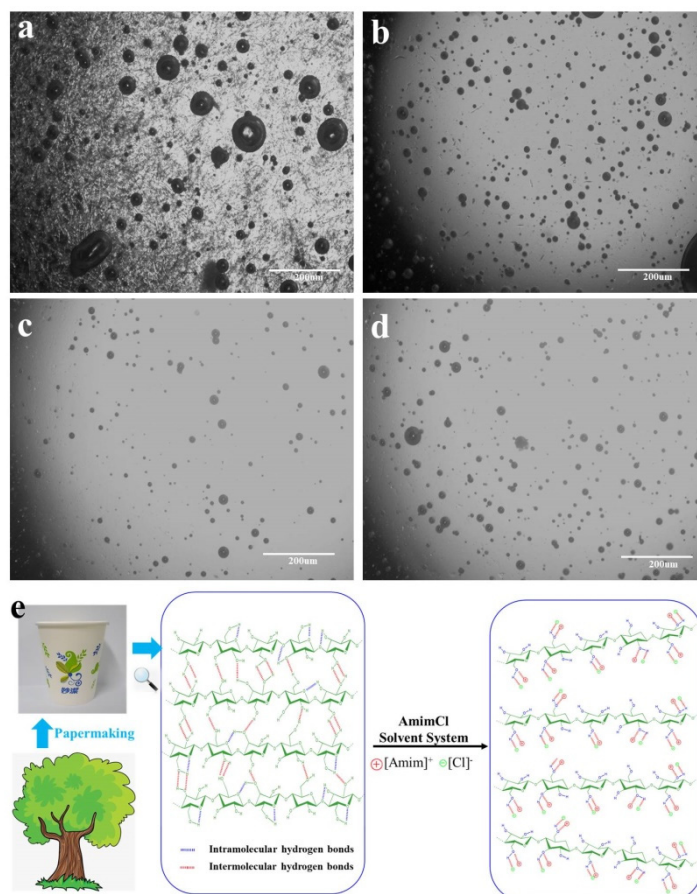 a
200um
b
200um
c
200um
d
200um
e
Papermaking
Intramolecular hydrogen bonds
Intermolecular hydrogen bonds
AmimCl
Solvent System
[Amim]+ [Cl]-